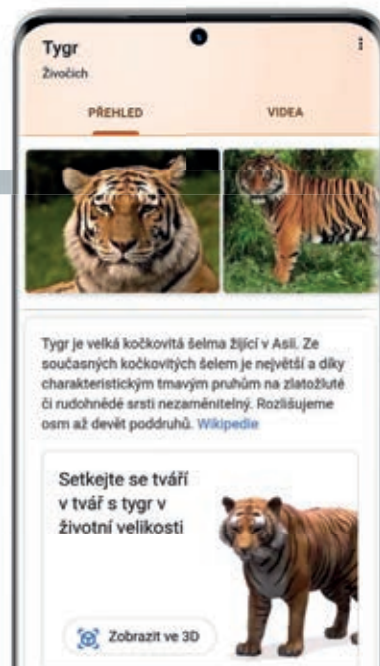 Tygr
Živočich
PŘEHLED
VIDEA
Tygr je velká kočkovitá šelma žijící v Asii. Ze
současných kočkovitých šelem je největší a díky
charakteristickým tmavým pruhům na zlatožluté
či rudohnědé srsti nezaměnitelný. Rozlišujeme
osm až devět poddruhů. Wikipedie
Setkejte se tváří
v tvář s tygr v
životní velikosti
Zobrazit ve 3D